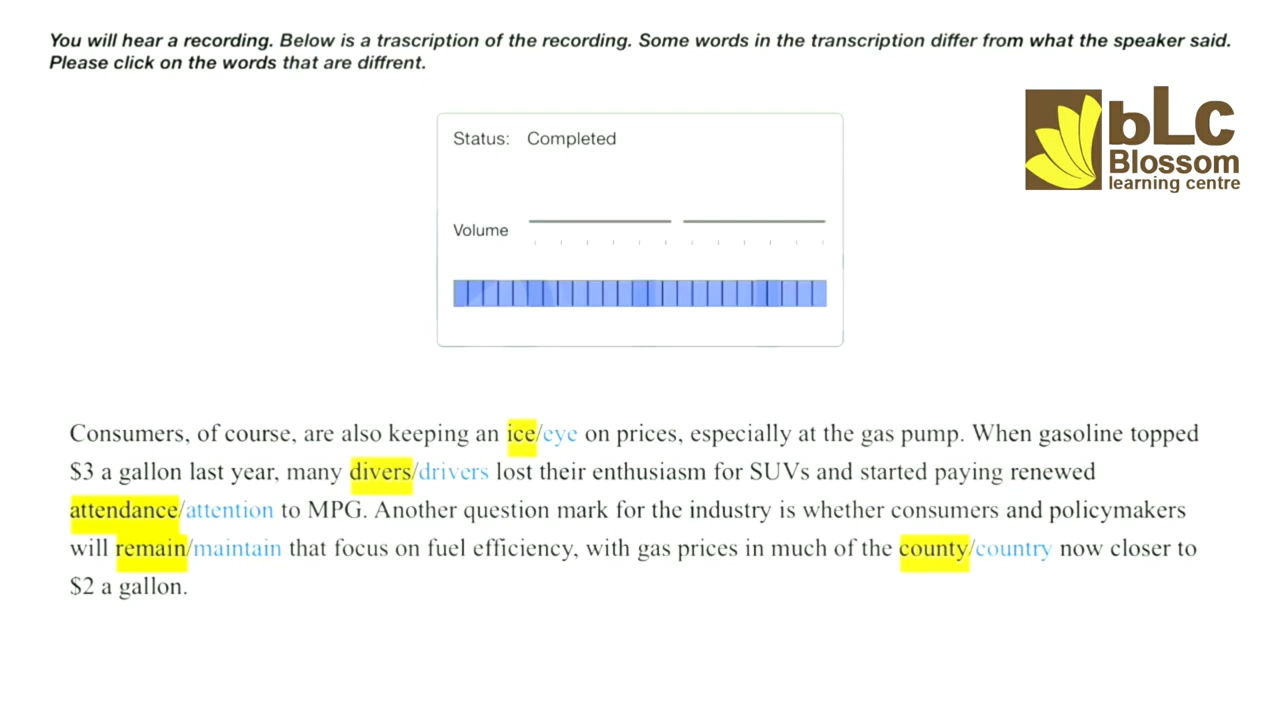 You will hear a recording. Below is a trascription of the recording. Some words in the transcription differ from what the speaker said.
Please click on the words that are diffrent.
bLc
Blossom
learning centre
Status: Completed
Volume
Consumers, of course, are also keeping an ice/eye on prices, especially at the gas pump. When gasoline topped
$3 a gallon last year, many divers/drivers lost their enthusiasm for SUVs and started paying renewed
attendance/attention to MPG. Another question mark for the industry is whether consumers and policymakers
will remain/maintain that focus on fuel efficiency, with gas prices in much of the county/country now closer to
$2 a gallon.